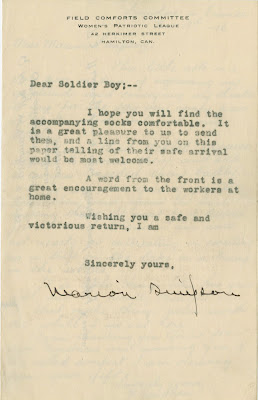 FIELD COMFORTS COMMITTEE
WOMEN'S PATRIOTIC LEAGUE
42 HERKIMER STREET
HAMILTON, CAN.
Dear Soldier Boy;--
I hope you will find the
accompanying socks comfortable. It
is a great pleasure to us to send
them, and a line from you on this
paper telling of their safe arrival
would be most welcome.
A word from the front is a
great encouragement to the workers at
home.
Wishing you a safe and
victorious return, I am
Sincerely yours,
Marion Simpson